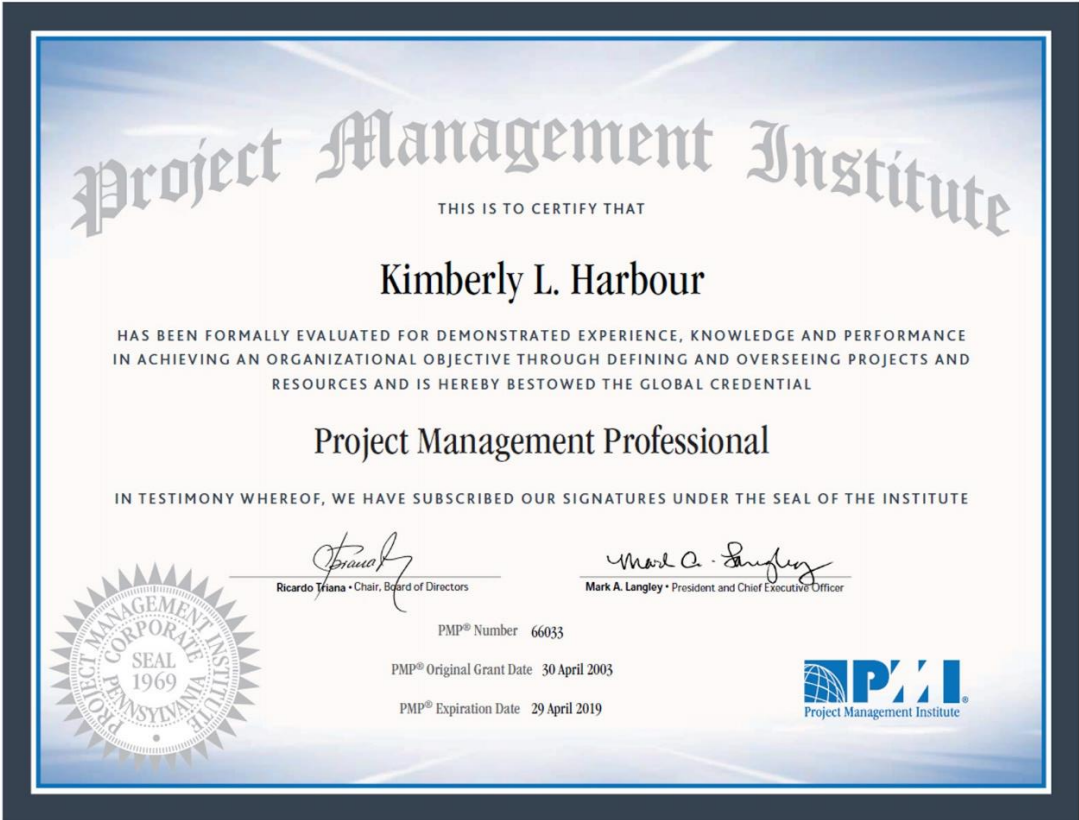 Project Management Institute
THIS IS TO CERTIFY THAT
Kimberly L. Harbour
HAS BEEN FORMALLY EVALUATED FOR DEMONSTRATED EXPERIENCE, KNOWLEDGE AND PERFORMANCE
IN ACHIEVING AN ORGANIZATIONAL OBJECTIVE THROUGH DEFINING AND OVERSEEING PROJECTS AND
RESOURCES AND IS HEREBY BESTOWED THE GLOBAL CREDENTIAL
Project Management Professional
IN TESTIMONY WHEREOF, WE HAVE SUBSCRIBED OUR SIGNATURES UNDER THE SEAL OF THE INSTITUTE
Mark A. Langley
Ricardo Triana • Chair, Board of Directors
Mark A. Langley • President and Chief Executive Officer
PROJECT MANAGEMENT INSTITUTE
CORPORATE
SEAL
1969
PENNSYLVANIA
PMP® Number 66033
PMP® Original Grant Date 30 April 2003
PMP® Expiration Date 29 April 2019
PMI®
Project Management Institute